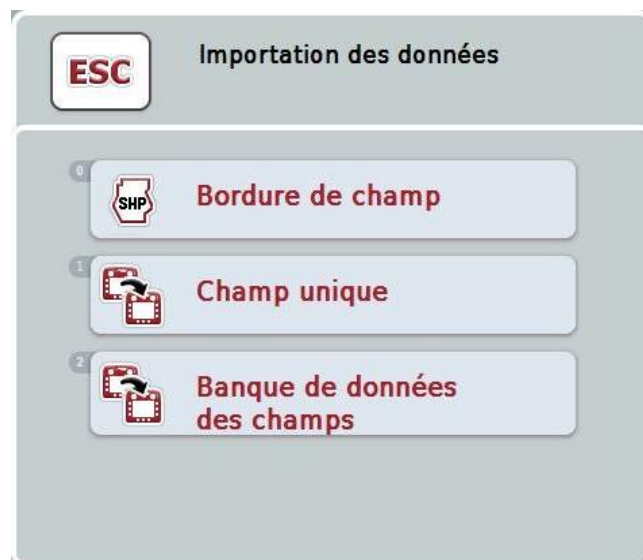 ESC
Importation des données
0
SHP
Bordure de champ
1
Champ unique
2
Banque de données
des champs